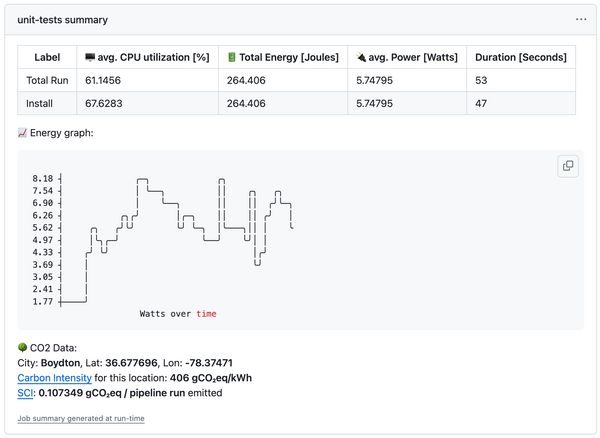 unit-tests summary
Label 🖥️ avg. CPU utilization [%] 🔋 Total Energy [Joules] 🔌 avg. Power [Watts] Duration [Seconds]
Total Run 61.1456 264.406 5.74795 53
Install 67.6283 264.406 5.74795 47
📈 Energy graph:
8.18
7.54
6.90
6.26
5.62
4.97
4.33
3.69
3.05
2.41
1.77
Watts over time
🌳 CO2 Data:
City: Boydton, Lat: 36.677696, Lon: -78.37471
Carbon Intensity for this location: 406 gCO₂eq/kWh
SCI: 0.107349 gCO₂eq / pipeline run emitted
Job summary generated at run-time